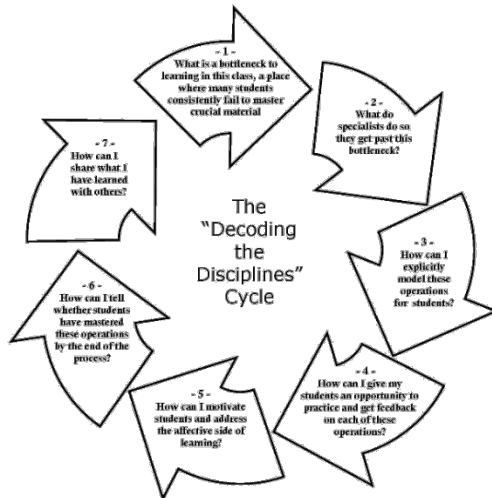 - 1 -
What is a bottleneck to
learning in this class, a place
where many students
consistently fail to master
crucial material
- 2 -
What do
specialists do so
they get past this
bottleneck?
- 3 -
How can I
explicitly
model these
operations
for students?
- 4 -
How can I give my
students an opportunity to
practice and get feedback
on each of these
operations?
- 5 -
How can I motivate
students and address
the affective side of
learning?
- 6 -
How can I tell
whether students
have mastered
these operations
by the end of the
process?
- 7 -
How can I
share what I
have learned
with others?
The
"Decoding
the
Disciplines"
Cycle